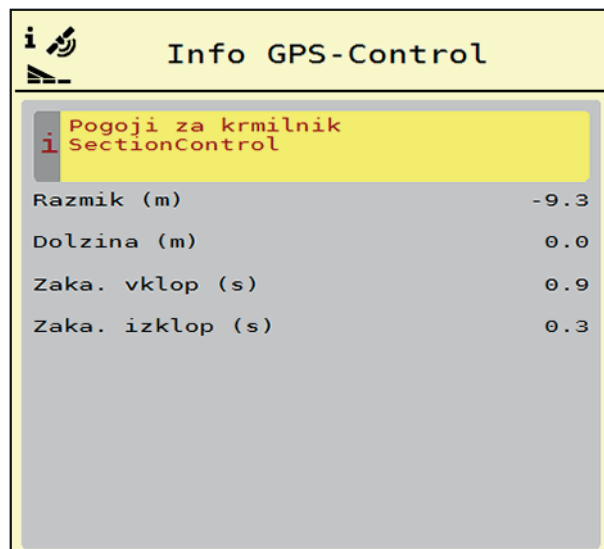 i
Info GPS-Control
i
Pogoji za krmilnik
SectionControl
Razmik (m) -9.3
Dolzina (m) 0.0
Zaka. vklop (s) 0.9
Zaka. izklop (s) 0.3